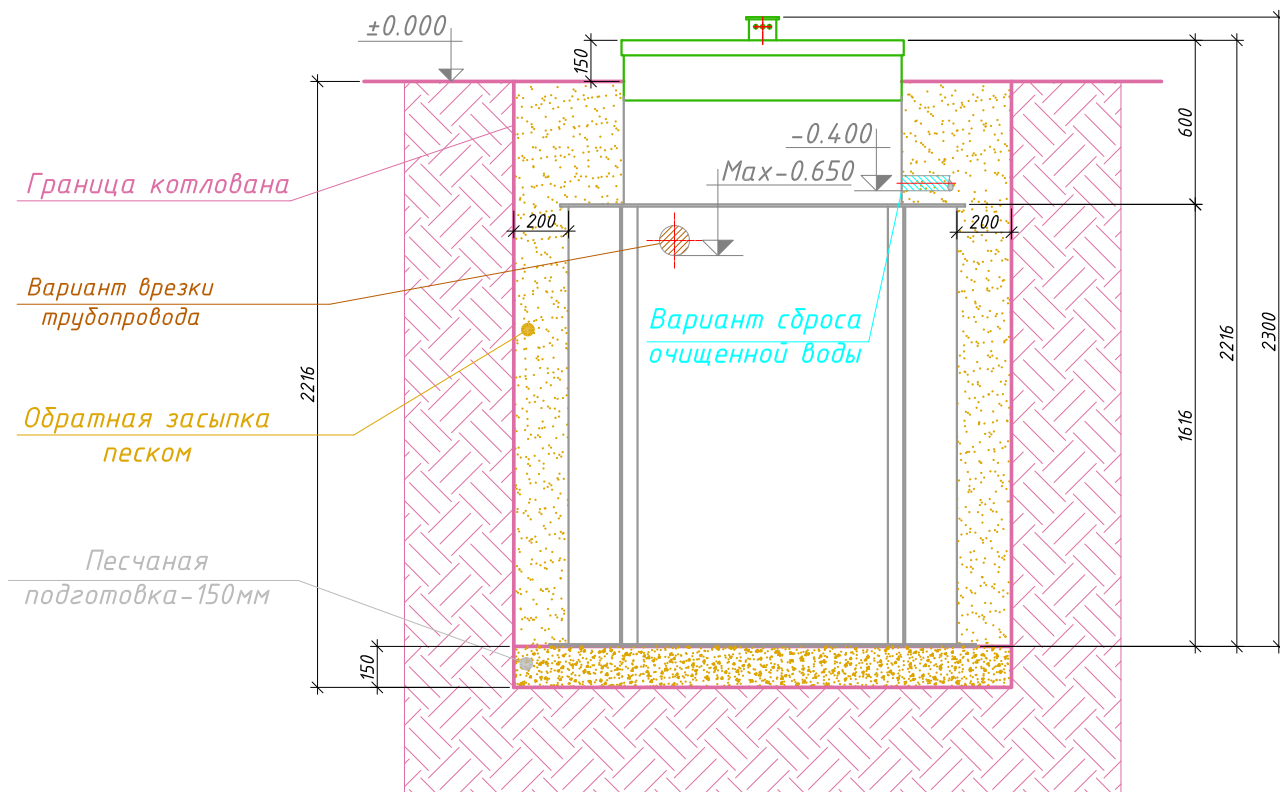 ±0.000
150
-0.400
Max-0.650
600
Граница котлована
200
200
Вариант врезки
трубопровода
Вариант сброса
очищенной воды
2216
2300
2216
Обратная засыпка
песком
1616
Песчаная
подготовка-150мм
150